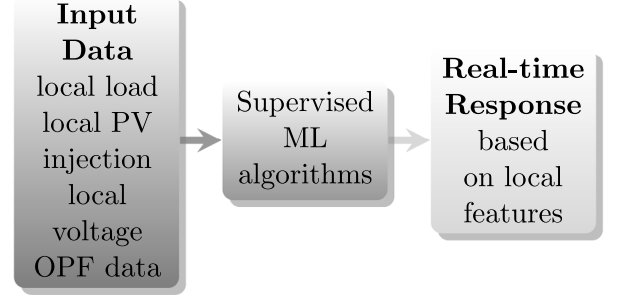 Input
Data
local load
local PV
injection
local
voltage
OPF data
Supervised
ML
algorithms
Real-time
Response
based
on local
features